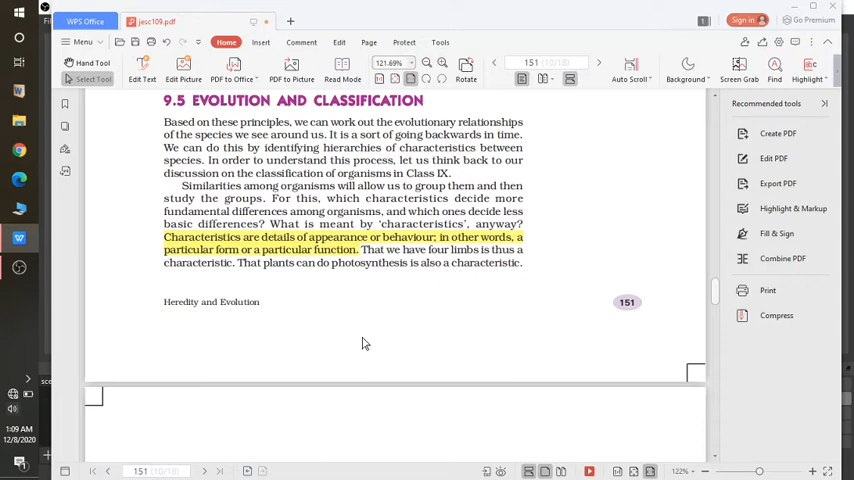 WPS Office
jesc109.pdf
1
Sign in
Go Premium
Menu
Home
Insert
Comment
Edit
Page
Protect
Tools
Hand Tool
Select Tool
Edit Text
Edit Picture
PDF to Office
PDF to Picture
Read Mode
121.69%
Rotate
151 (10/18)
Auto Scroll
Background
Screen Grab
Find
Highlight
9.5 EVOLUTION AND CLASSIFICATION
Based on these principles, we can work out the evolutionary relationships
of the species we see around us. It is a sort of going backwards in time.
We can do this by identifying hierarchies of characteristics between
species. In order to understand this process, let us think back to our
discussion on the classification of organisms in Class IX.
Similarities among organisms will allow us to group them and then
study the groups. For this, which characteristics decide more
fundamental differences among organisms, and which ones decide less
basic differences? What is meant by ‘characteristics’, anyway?
Characteristics are details of appearance or behaviour; in other words, a
particular form or a particular function. That we have four limbs is thus a
characteristic. That plants can do photosynthesis is also a characteristic.
Heredity and Evolution
151
Recommended tools
Create PDF
Edit PDF
Export PDF
Highlight & Markup
Fill & Sign
Combine PDF
Print
Compress
151 (10/18)
122%
1:09 AM
12/8/2020